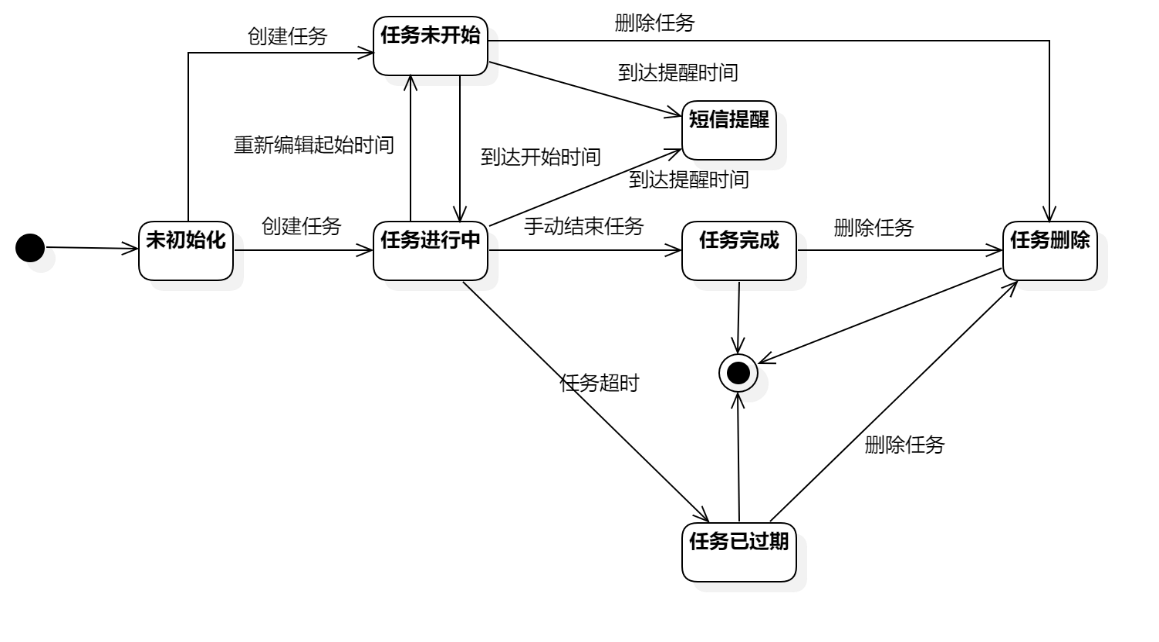 删除任务
创建任务
任务未开始
到达提醒时间
短信提醒
重新编辑起始时间
到达开始时间
到达提醒时间
创建任务
手动结束任务
删除任务
未初始化
任务进行中
任务完成
任务删除
任务超时
删除任务
任务已过期